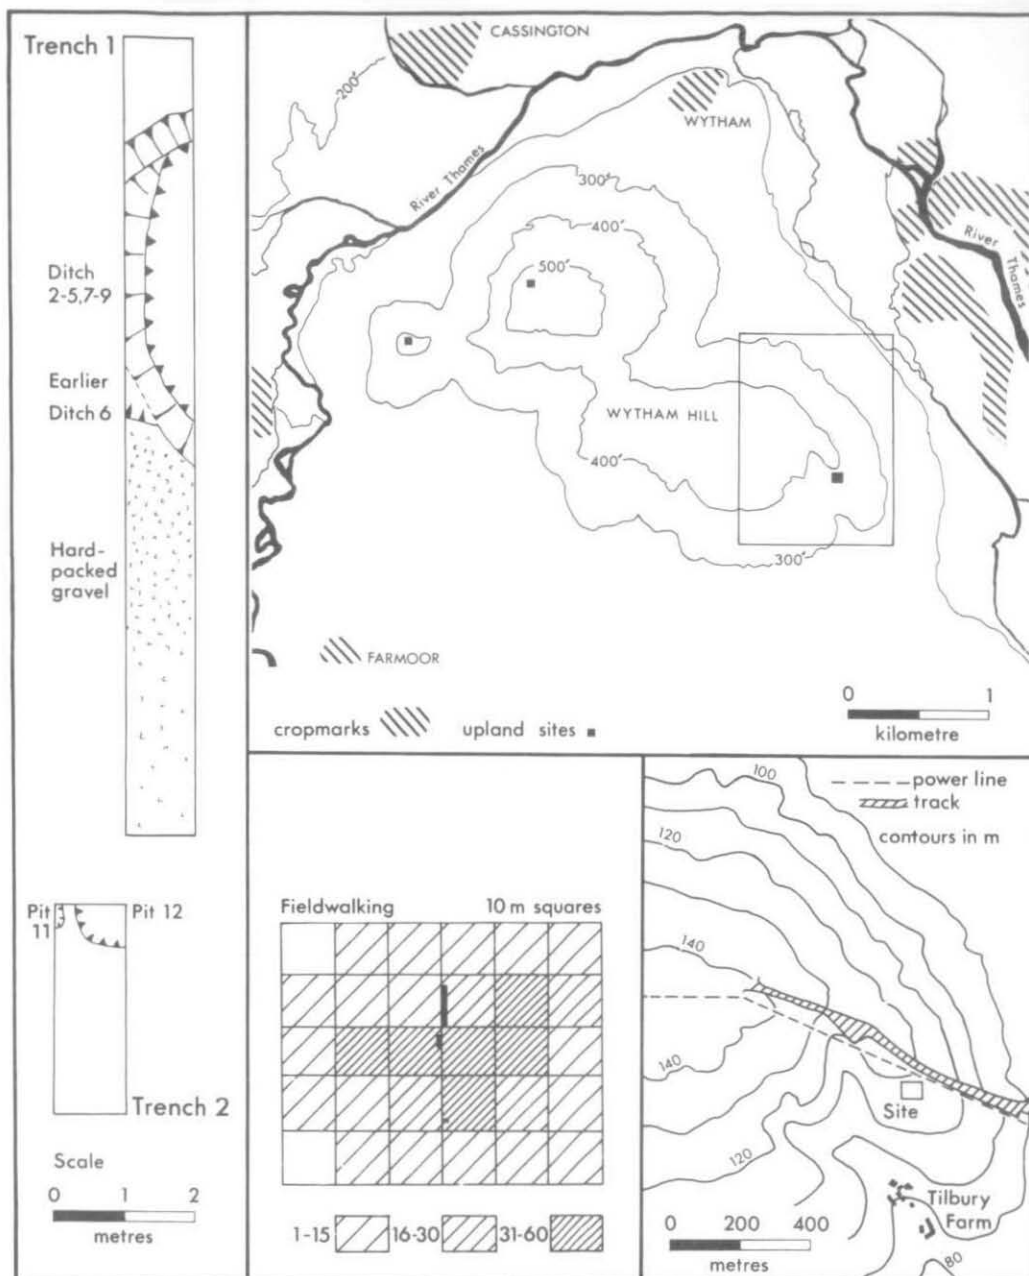 Trench 1
Ditch
2-5,7-9
Earlier
Ditch 6
Hard-
packed
gravel
Pit
11
Pit 12
Trench 2
Scale
0 1 2
metres
CASSINGTON
200'
WYTHAM
River Thames
300'
400'
500'
River
Thames
WYTHAM HILL
400'
300'
FARMOOR
cropmarks upland sites
0 1
kilometre
Fieldwalking 10 m squares
1-15 16-30 31-60
100
power line
track
contours in m
120
140
140
Site
120
Tilbury
Farm
0 200 400
metres
80